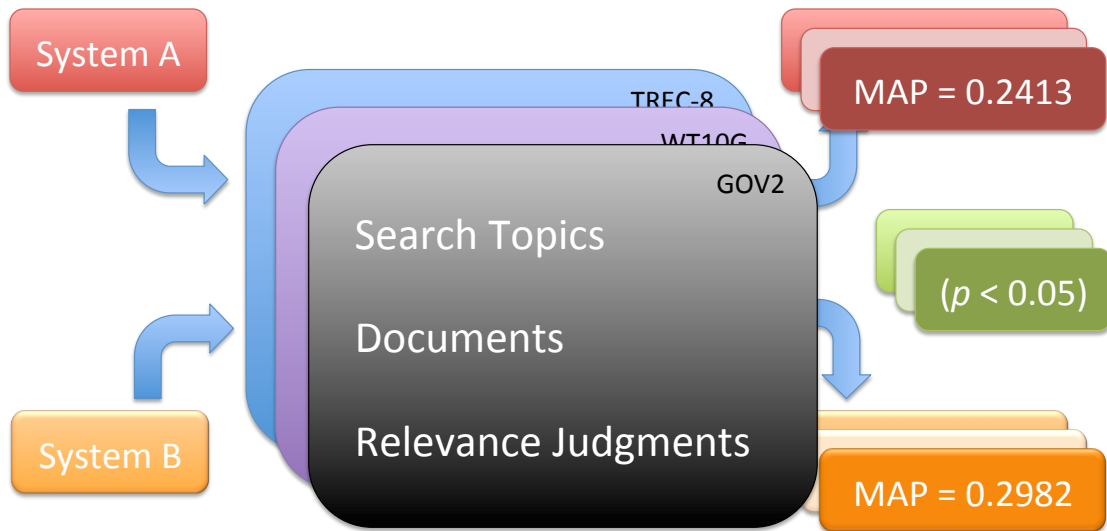 System A
TREC-8
WT10G
GOV2
Search Topics
Documents
Relevance Judgments
System B
MAP = 0.2413
(p < 0.05)
MAP = 0.2982